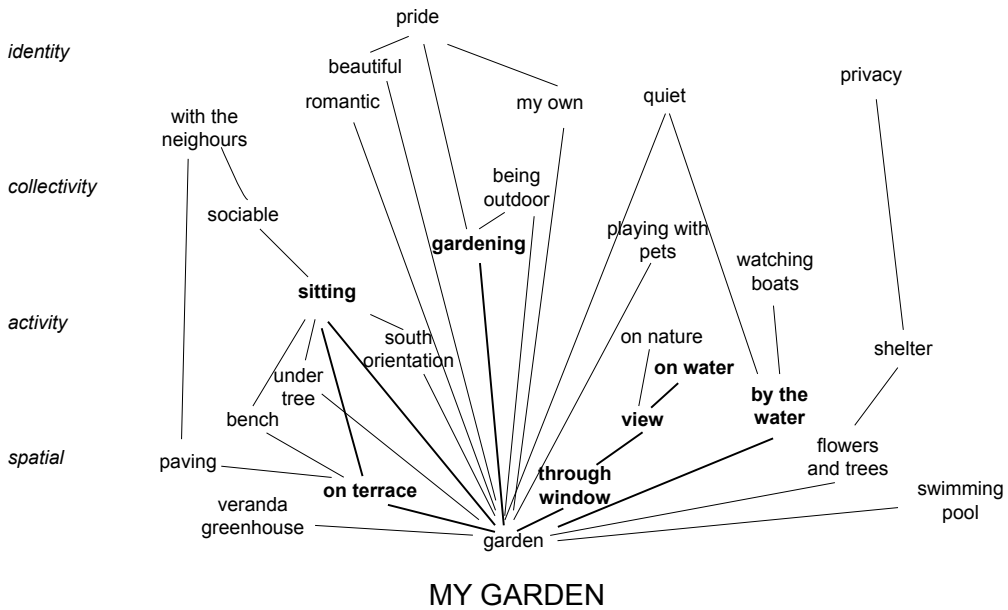 pride
identity
beautiful
privacy
romantic
my own
quiet
with the
neighours
being
outdoor
collectivity
sociable
gardening
playing with
pets
watching
boats
sitting
activity
south
orientation
on nature
shelter
on water
under
tree
by the
water
bench
view
flowers
and trees
spatial
paving
through
window
on terrace
swimming
pool
veranda
greenhouse
garden
MY GARDEN